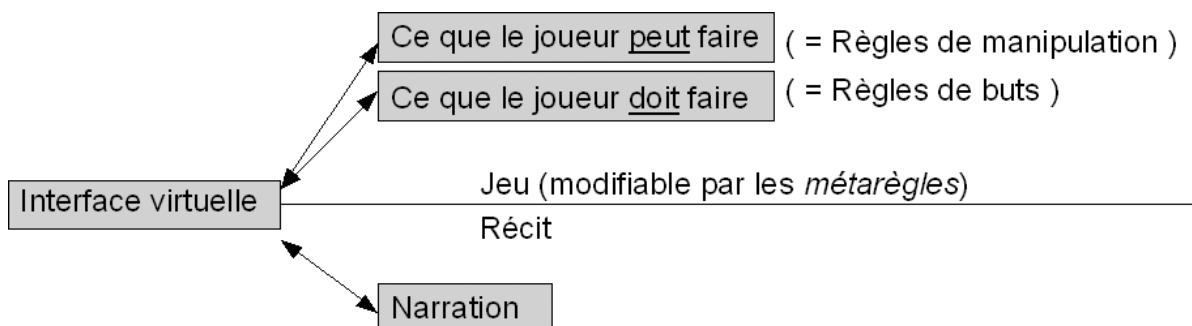 Ce que le joueur peut faire ( = Règles de manipulation )
Ce que le joueur doit faire ( = Règles de buts )
Interface virtuelle
Jeu (modifiable par les métarègles)
Récit
Narration